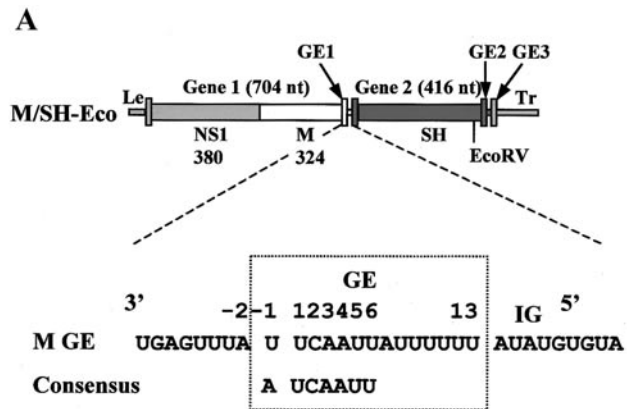 A
GE1 GE2 GE3
Le Gene 1 (704 nt) Gene 2 (416 nt) Tr
M/SH-Eco
NS1 M SH
380 324 EcoRV
GE
3’ -2 -1 123456 13 IG 5’
M GE UGAGUUUA U UCAAUUAUUUUUU AUAUGUGUA
Consensus A UCAAUU